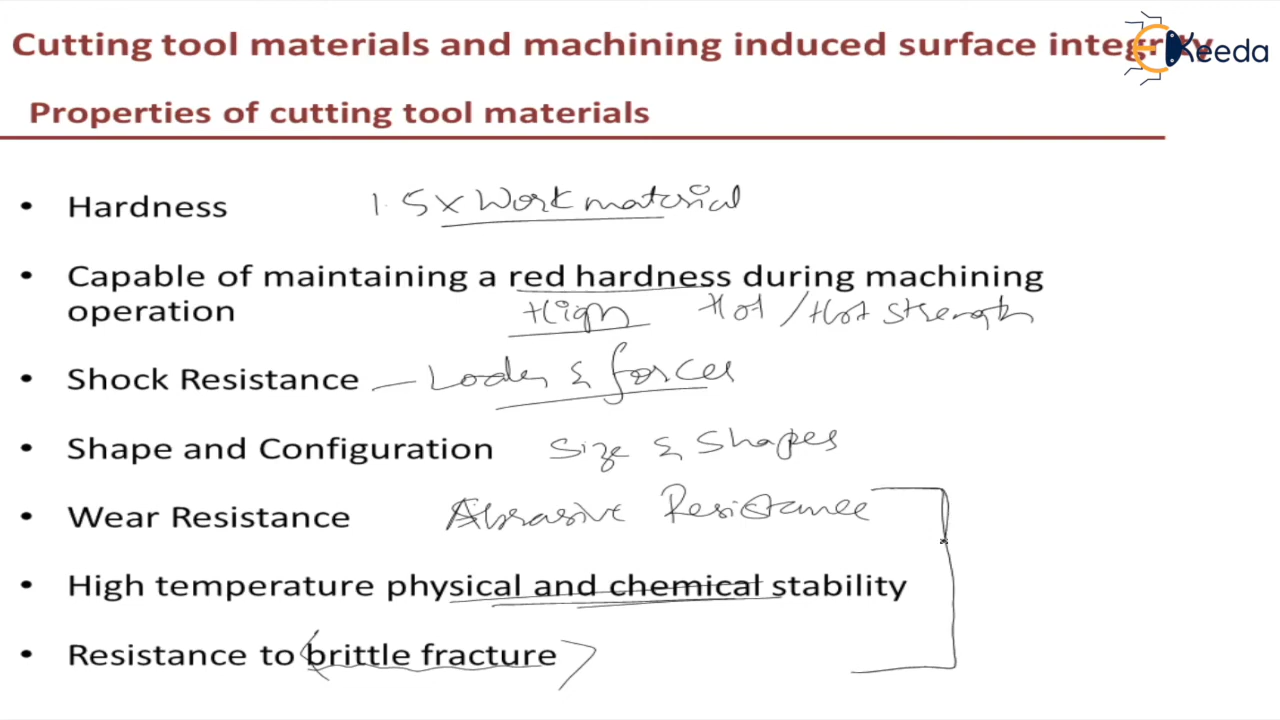 Cutting tool materials and machining induced surface integrity
Keeda
Properties of cutting tool materials
• Hardness 1.5x Work material
• Capable of maintaining a red hardness during machining
operation High Hot / Hot Strength
• Shock Resistance — Loads & forces
• Shape and Configuration Size & Shapes
• Wear Resistance Abrasive Resistance
• High temperature physical and chemical stability
• Resistance to brittle fracture